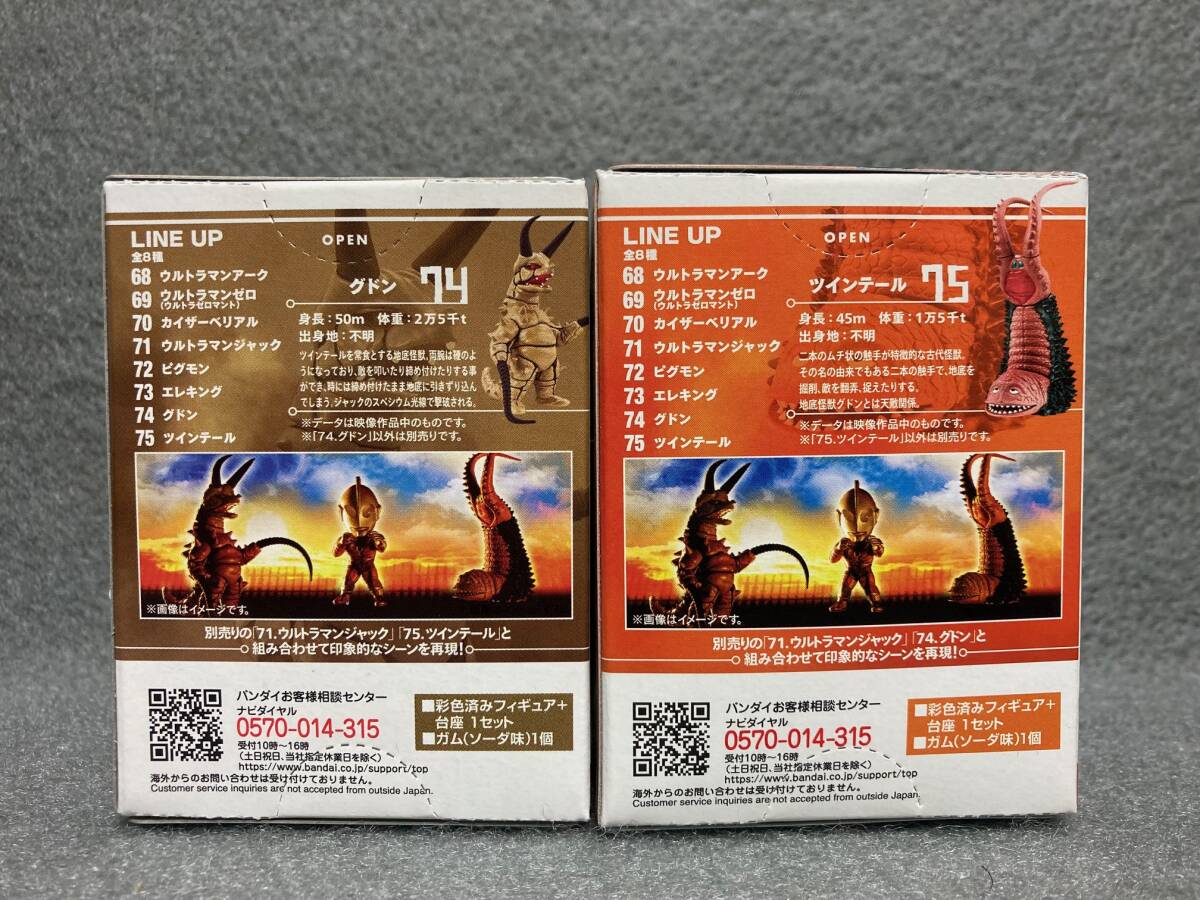 LINE UP
全8種
OPEN
68 ウルトラマンアーク
69 ウルトラマンゼロ
(ウルトラゼロマント)
70 カイザーベリアル
71 ウルトラマンジャック
72 ピグモン
73 エレキング
74 グドン
75 ツインテール
グドン 74
身長:50m 体重:2万5千t
出身地:不明
ツインテールを常食とする地底怪獣。両腕は種のよ
うになっており、敵を叩いたり締め付けたりする事
ができ、時には締め付けたまま地底に引きずり込ん
でしまう。ジャックのスペシウム光線で撃破される。
※データは映像作品中のものです。
※「74.グドン」以外は別売りです。
※画像はイメージです。
別売りの「71.ウルトラマンジャック」「75.ツインテール」と
組み合わせて印象的なシーンを再現!
バンダイお客様相談センター
ナビダイヤル
0570-014-315
受付10時~16時
(土日祝日、当社指定休業日を除く)
https://www.bandai.co.jp/support/top
海外からのお問い合わせは受け付けておりません。
Customer service inquiries are not accepted from outside Japan.
■彩色済みフィギュア+
台座 1セット
■ガム(ソーダ味)1個
LINE UP
全8種
OPEN
68 ウルトラマンアーク
69 ウルトラマンゼロ
(ウルトラゼロマント)
70 カイザーベリアル
71 ウルトラマンジャック
72 ピグモン
73 エレキング
74 グドン
75 ツインテール
ツインテール 75
身長:45m 体重:1万5千t
出身地:不明
二本のムチ状の触手が特徴的な古代怪獣。
その名の由来でもある二本の触手で、地底を
掘削、敵を翻弄、捉えたりする。
地底怪獣グドンとは天敵関係。
※データは映像作品中のものです。
※「75.ツインテール」以外は別売りです。
※画像はイメージです。
別売りの「71.ウルトラマンジャック」「74.グドン」と
組み合わせて印象的なシーンを再現!
バンダイお客様相談センター
ナビダイヤル
0570-014-315
受付10時~16時
(土日祝日、当社指定休業日を除く)
https://www.bandai.co.jp/support/top
海外からのお問い合わせは受け付けておりません。
Customer service inquiries are not accepted from outside Japan.
■彩色済みフィギュア+
台座 1セット
■ガム(ソーダ味)1個